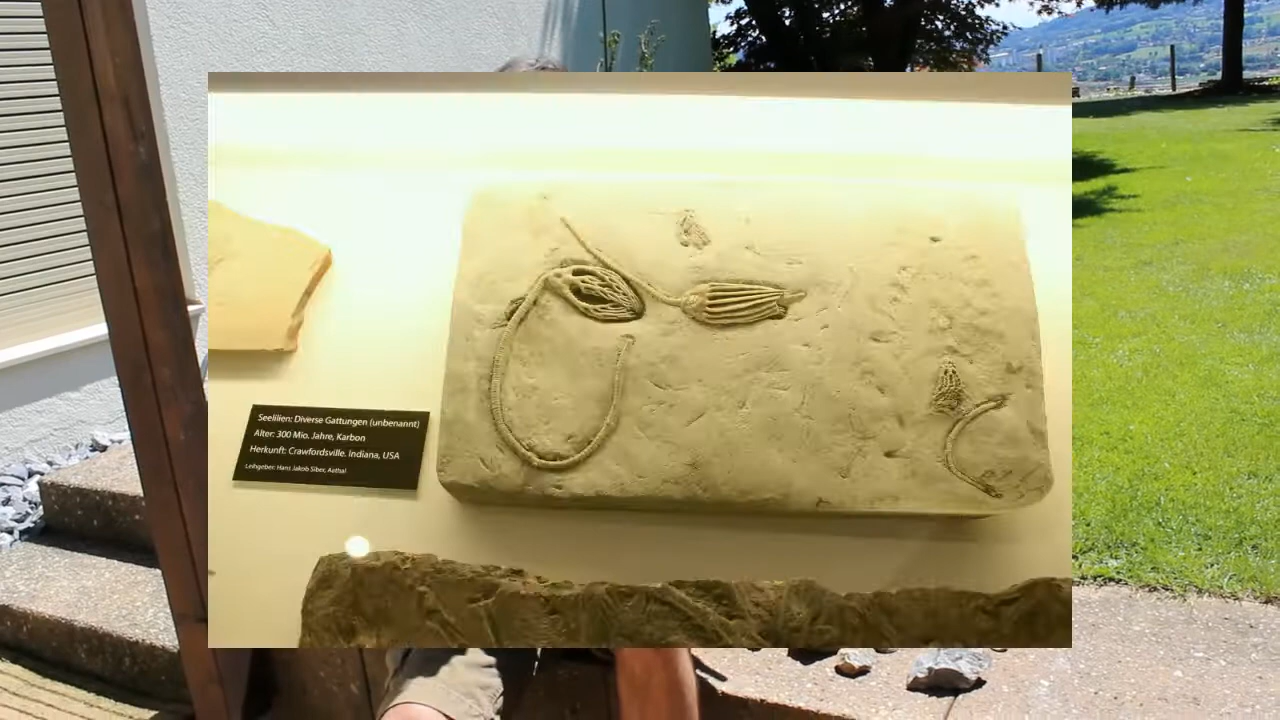 Seelilien: Diverse Gattungen (unbenannt)
Alter: 300 Mio. Jahre, Karbon
Herkunft: Crawfordsville, Indiana, USA
Leihgeber: Hans Jakob Siber, Aathal